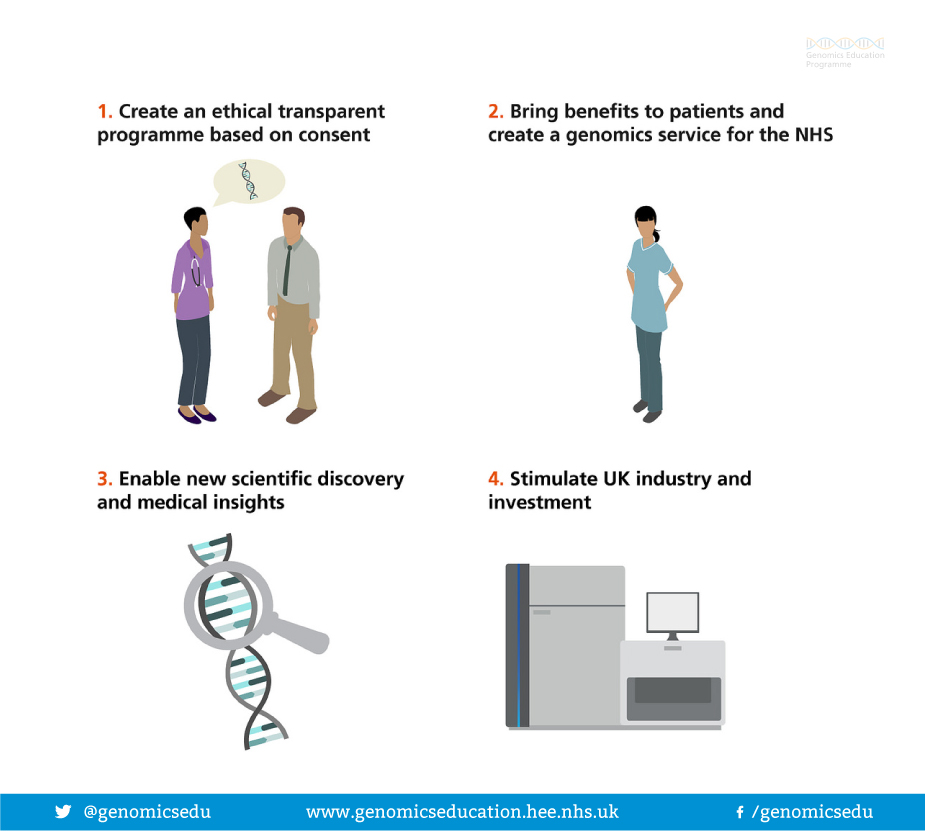 Genomics Education
Programme
1. Create an ethical transparent
programme based on consent
2. Bring benefits to patients and
create a genomics service for the NHS
3. Enable new scientific discovery
and medical insights
4. Stimulate UK industry and
investment
@genomicsedu
www.genomicseducation.hee.nhs.uk
/genomicsedu